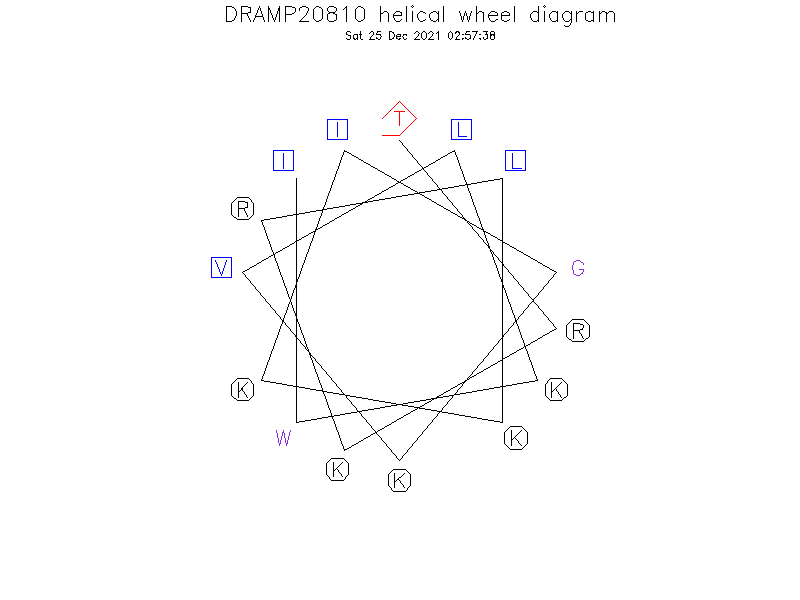 DRAMP20810 helical wheel diagram
Sat 25 Dec 2021 02:57:38
T
I L
I L
R
V G
R
K K
W K
K
K